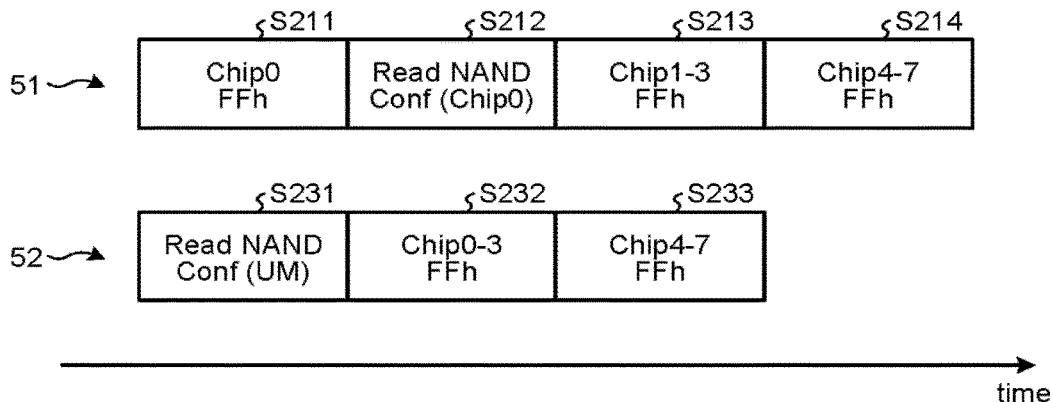 S211 S212 S213 S214
51
Chip0
FFh
Read NAND
Conf (Chip0)
Chip1-3
FFh
Chip4-7
FFh
S231 S232 S233
52
Read NAND
Conf (UM)
Chip0-3
FFh
Chip4-7
FFh
time